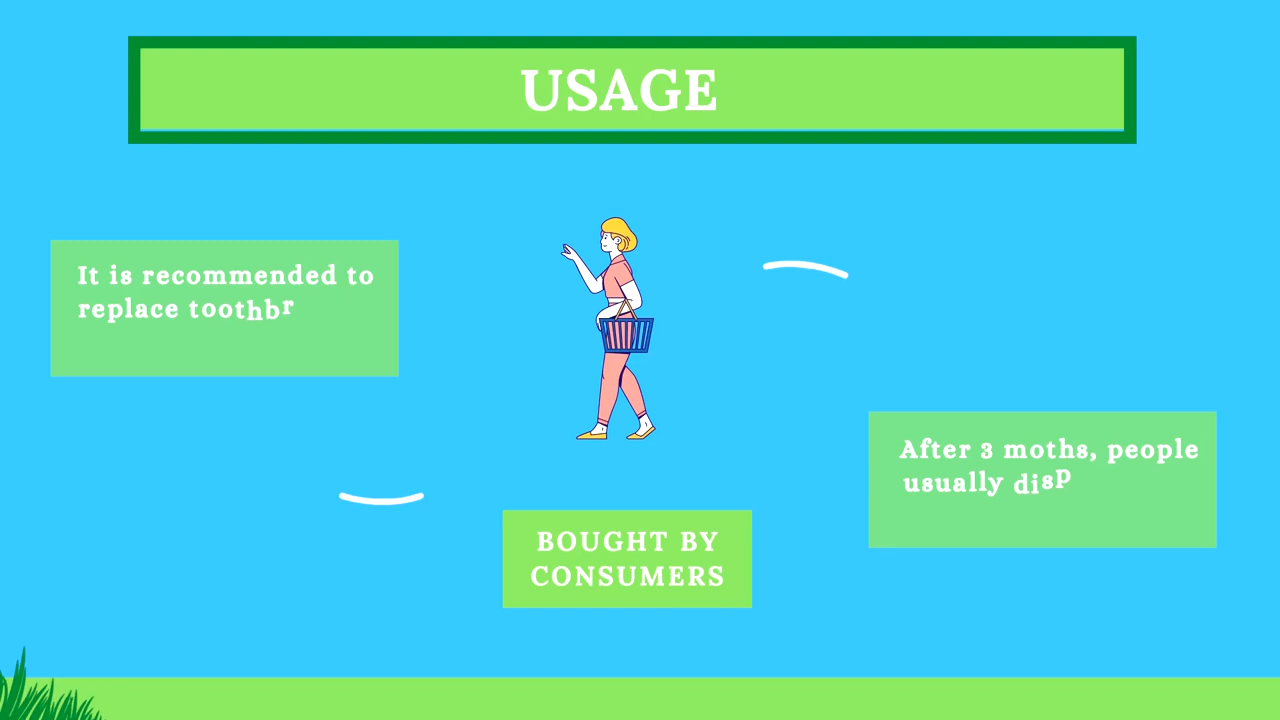 USAGE
It is recommended to
replace toothbr
After 3 moths, people
usually disp
BOUGHT BY
CONSUMERS